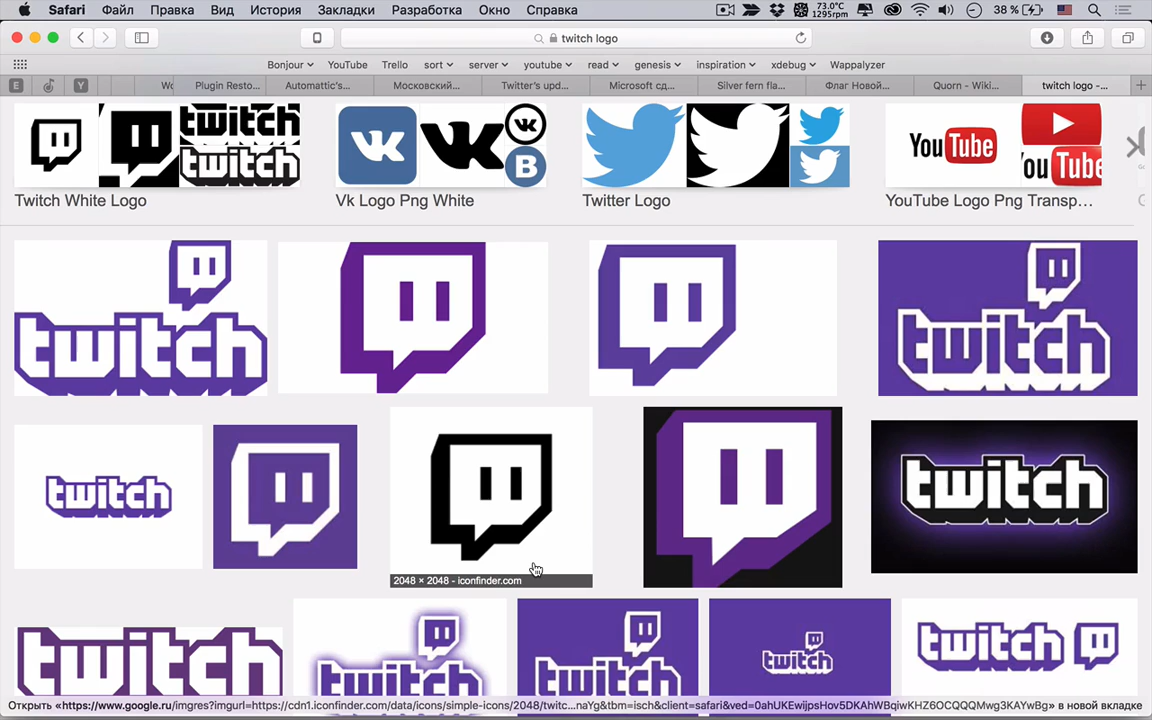 Safari Файл Правка Вид История Закладки Разработка Окно Справка 73.0°C 1295rpm 38 %
twitch logo
Bonjour YouTube Trello sort server youtube read genesis inspiration xdebug Wappalyzer
E Y Plugin Resto... Automattic's... Московский... Twitter's upd... Microsoft сд... Silver fern fla... Флаг Новой... Quorn - Wiki... twitch logo -...
twitch
twitch
B
You Tube
You Tube
Twitch White Logo Vk Logo Png White Twitter Logo YouTube Logo Png Transp...
twitch twitch
twitch twitch
2048 × 2048 - iconfinder.com
twitch twitch twitch twitch twitch
Открыть «https://www.google.ru/imgres?imgurl=https://cdn1.iconfinder.com/data/icons/simple-icons/2048/twitc...naYg&tbm=isch&client=safari&ved=0ahUKEwijpsHov5DKAhWBqiwKHZ6OCQQQMwg3KAYwBg» в новой вкладке